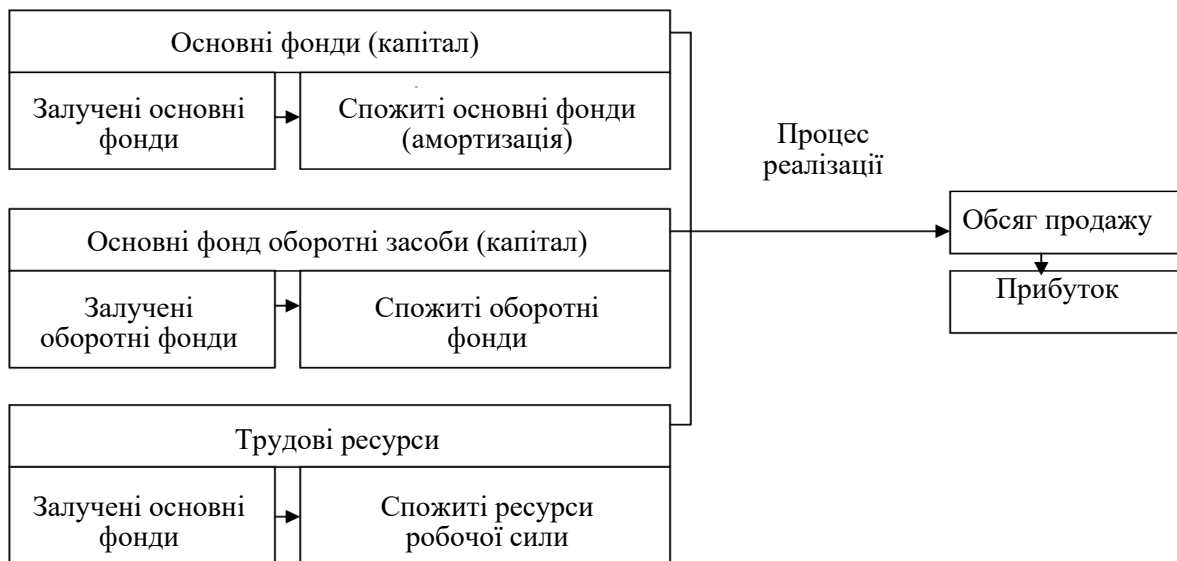 Основні фонди (капітал)
Залучені основні
фонди
Спожиті основні фонди
(амортизація)
Процес
реалізації
Обсяг продажу
Прибуток
Основні фонд оборотні засоби (капітал)
Залучені
оборотні фонди
Спожиті оборотні
фонди
Трудові ресурси
Залучені основні
фонди
Спожиті ресурси
робочої сили